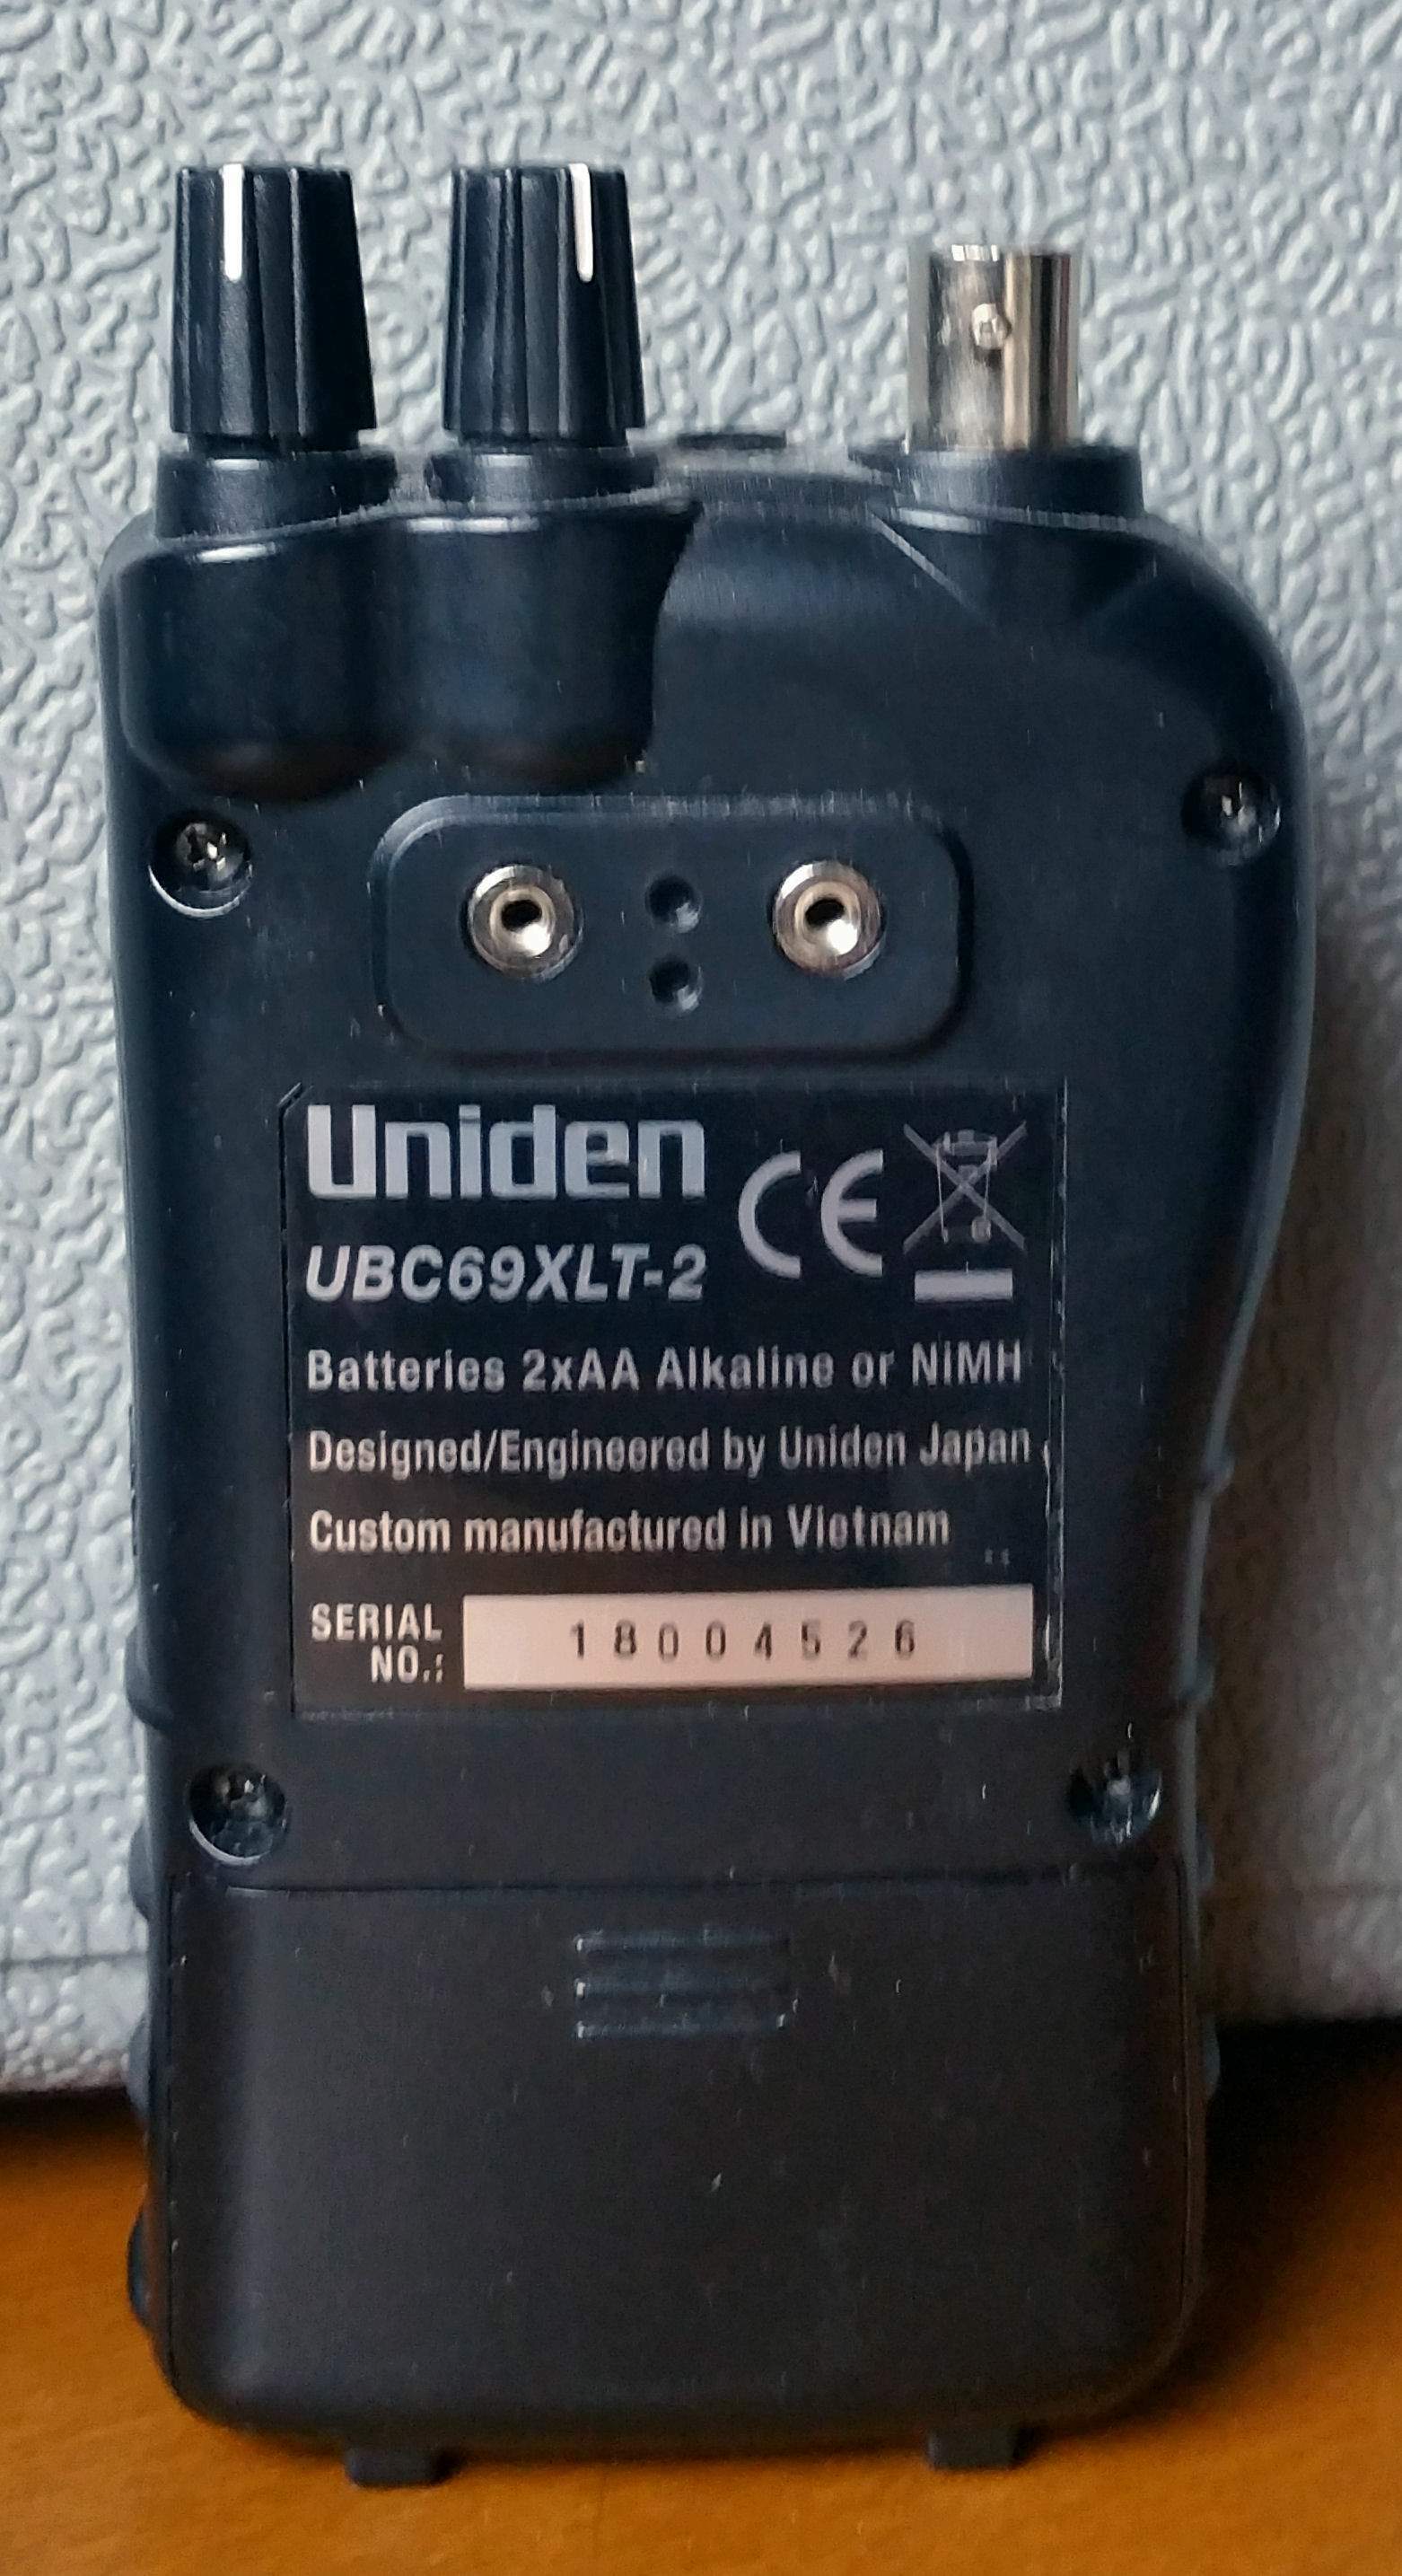 Uniden
CE
UBC69XLT-2
Batteries 2xAA Alkaline or NiMH
Designed/Engineered by Uniden Japan
Custom manufactured in Vietnam
SERIAL
NO.:
18004526